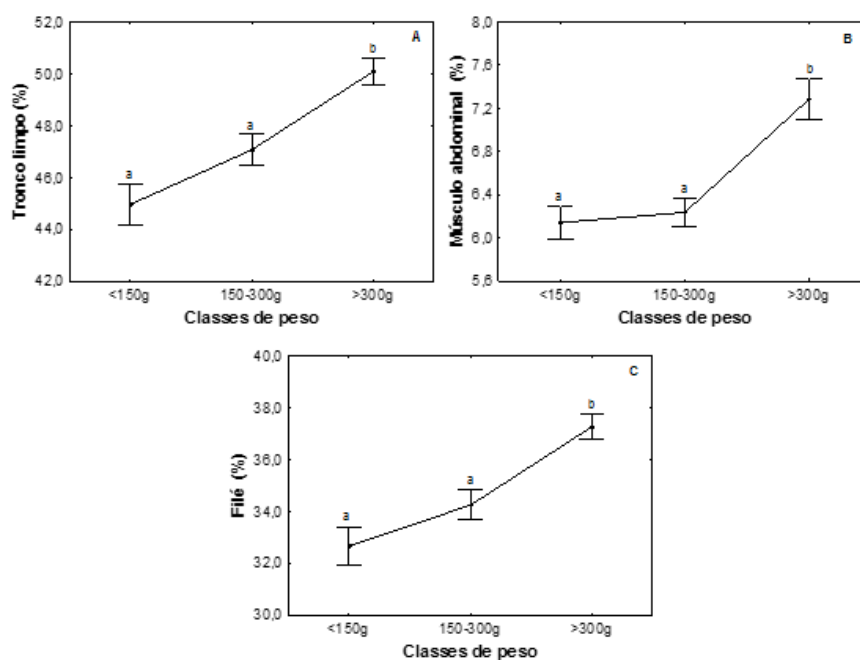 52,0
50,0
48,0
46,0
44,0
42,0
Tronco limpo (%)
A
a
a
b
<150g
150-300g
>300g
Classes de peso
8,0
7,6
7,2
6,8
6,4
6,0
5,6
Músculo abdominal (%)
B
a
a
b
<150g
150-300g
>300g
Classes de peso
40,0
38,0
36,0
34,0
32,0
30,0
Filé (%)
C
a
a
b
<150g
150-300g
>300g
Classes de peso